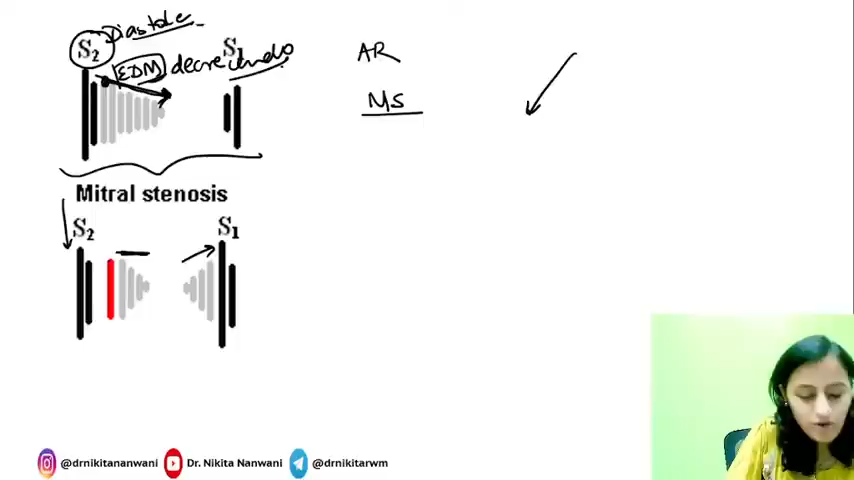 Diastole
S2 S1
EDM decrescendo
AR
MS
Mitral stenosis
S2 S1
@drnikitananwani Dr. Nikita Nanwani @drnikitarwm